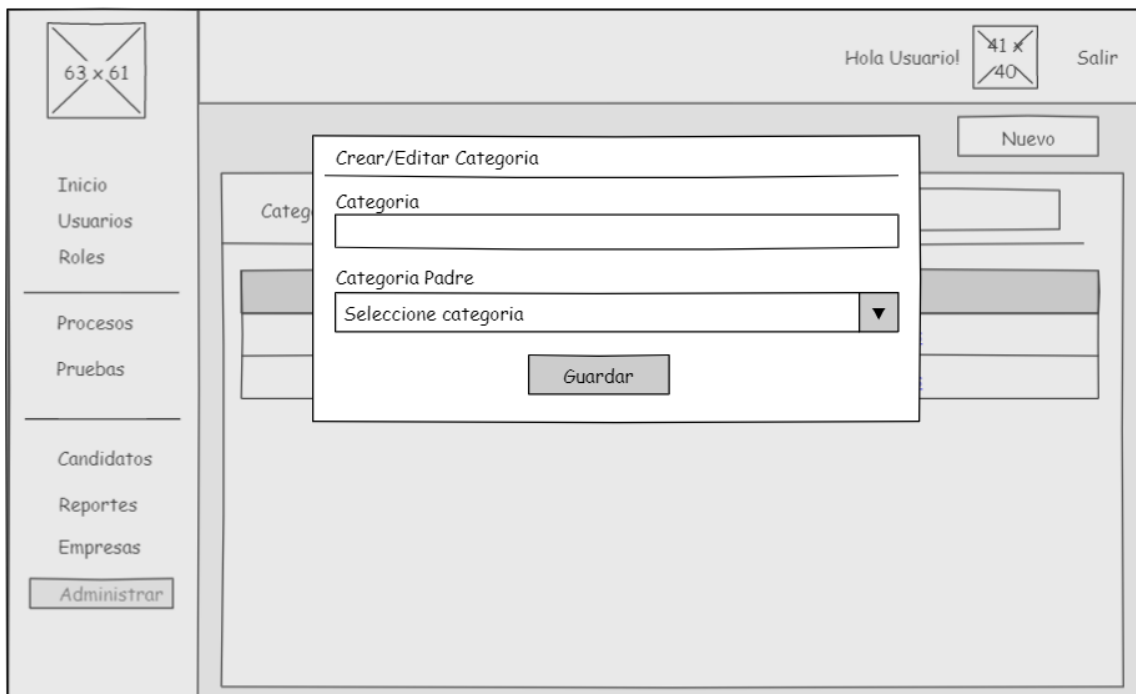 63 x 61
Hola Usuario!
41 x
40
Salir
Nuevo
Inicio
Usuarios
Roles
Procesos
Pruebas
Candidatos
Reportes
Empresas
Administrar
Categ
Crear/Editar Categoria
Categoria
Categoria Padre
Seleccione categoria
▼
Guardar